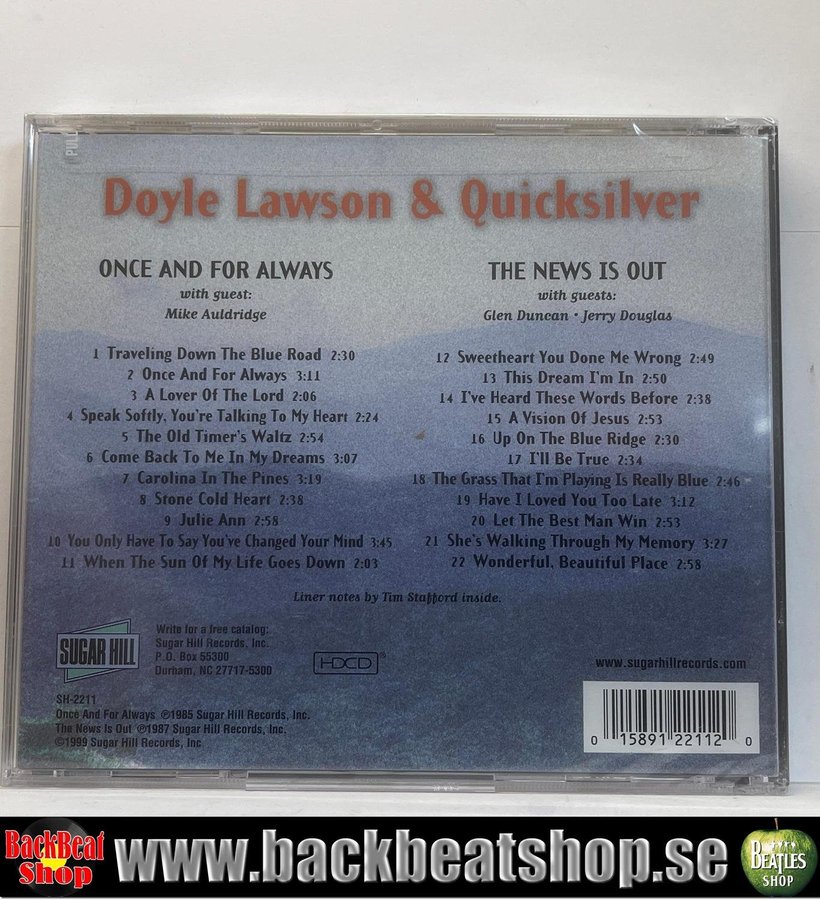 PUL
Doyle Lawson & Quicksilver
ONCE AND FOR ALWAYS
with guest:
Mike Auldridge
1 Traveling Down The Blue Road 2:30
2 Once And For Always 3:11
3 A Lover Of The Lord 2:06
4 Speak Softly, You're Talking To My Heart 2:24
5 The Old Timer's Waltz 2:54
6 Come Back To Me In My Dreams 3:07
7 Carolina In The Pines 3:19
8 Stone Cold Heart 2:38
9 Julie Ann 2:58
10 You Only Have To Say You've Changed Your Mind 3:45
11 When The Sun Of My Life Goes Down 2:03
THE NEWS IS OUT
with guests:
Glen Duncan • Jerry Douglas
12 Sweetheart You Done Me Wrong 2:49
13 This Dream I'm In 2:50
14 I've Heard These Words Before 2:38
15 A Vision Of Jesus 2:53
16 Up On The Blue Ridge 2:30
17 I'll Be True 2:34
18 The Grass That I'm Playing Is Really Blue 2:46
19 Have I Loved You Too Late 3:12
20 Let The Best Man Win 2:53
21 She's Walking Through My Memory 3:27
22 Wonderful, Beautiful Place 2:58
Liner notes by Tim Stafford inside.
SUGAR HILL
Write for a free catalog:
Sugar Hill Records, Inc.
P.O. Box 55300
Durham, NC 27717-5300
HDCD®
www.sugarhillrecords.com
SH-2211
Once And For Always ℗1985 Sugar Hill Records, Inc.
The News Is Out ℗1987 Sugar Hill Records, Inc.
©1999 Sugar Hill Records, Inc
0 15891 22112 0
BackBeat
Shop
www.backbeatshop.se
BEATLES
SHOP